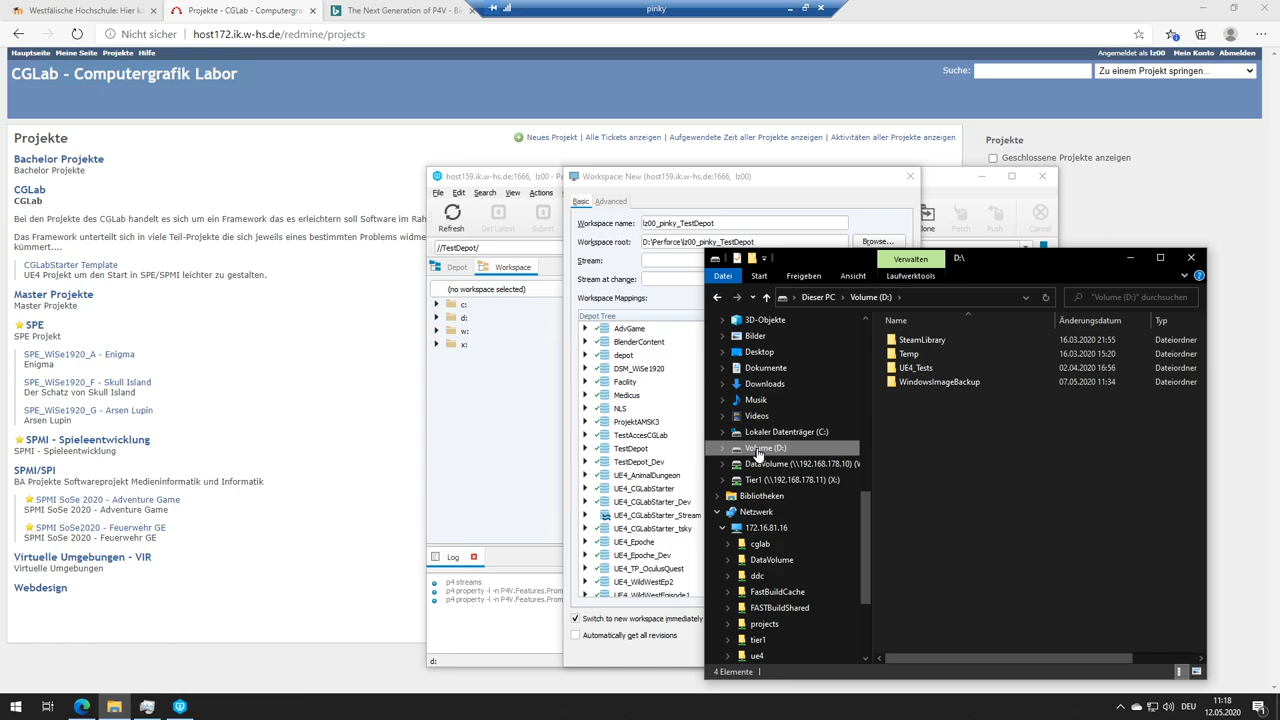 Westfälische Hochschule: Hier kö
Projekte - CGLab - Computergra
The Next Generation of P4V - B
pinky
Nicht sicher
host172.ik.w-hs.de/redmine/projects
Hauptseite Meine Seite Projekte Hilfe
Angemeldet als lz00 Mein Konto Abmelden
CGLab - Computergrafik Labor
Suche:
Zu einem Projekt springen...
Projekte
Neues Projekt | Alle Tickets anzeigen | Aufgewendete Zeit aller Projekte anzeigen | Aktivitäten aller Projekte anzeigen
Projekte
Geschlossene Projekte anzeigen
Bachelor Projekte
Bachelor Projekte
CGLab
CGLab
Bei den Projekte des CGLab handelt es sich um ein Framework das es erleichtern soll Software im Rah
Das Framework unterteilt sich in viele Teil-Projekte die sich jeweils eines bestimmten Problems widme
kümmert....
CGLabStarter Template
UE4 Projekt um den Start in SPE/SPMI leichter zu gestalten.
Master Projekte
Master Projekte
SPE
SPE Projekt
SPE_WiSe1920_A - Enigma
Enigma
SPE_WiSe1920_F - Skull Island
Der Schatz von Skull Island
SPE_WiSe1920_G - Arsen Lupin
Arsen Lupin
SPMI - Spieleentwicklung
SPMI - Spieleentwicklung
SPMI/SPI
BA Projekte Softwareprojekt Medieninformatik und Informatik
SPMI SoSe 2020 - Adventure Game
SPMI SoSe 2020 - Adventure Game
SPMI SoSe2020 - Feuerwehr GE
SPMI SoSe 2020 - Feuerwehr GE
Virtuelle Umgebungen - VIR
Virtuelle Umgebungen
Webdesign
host159.ik.w-hs.de:1666, lz00 - Pe
File Edit Search View Actions
Refresh
Get Latest
Submit
Clone
Fetch
Push
Cancel
//TestDepot/
Depot
Workspace
(no workspace selected)
c:
d:
w:
x:
Log
p4 streams
p4 property -l -n P4V.Features.Prom
p4 property -l -n P4V.Features.Prom
d:
Workspace: New (host159.ik.w-hs.de:1666, lz00)
Basic
Advanced
Workspace name:
lz00_pinky_TestDepot
Workspace root:
D:\Perforce\lz00_pinky_TestDepot
Browse...
Stream:
Stream at change:
Workspace Mappings:
Depot Tree
AdvGame
BlenderContent
depot
DSM_WiSe1920
Facility
Medicus
NLS
ProjektAMSK3
TestAccesCGLab
TestDepot
TestDepot_Dev
UE4_AnimalDungeon
UE4_CGLabStarter
UE4_CGLabStarter_Dev
UE4_CGLabStarter_Stream
UE4_CGLabStarter_tsky
UE4_Epoche
UE4_Epoche_Dev
UE4_TP_OculusQuest
UE4_WildWestEp2
UE4_WildWestEpisode1
Switch to new workspace immediately
Automatically get all revisions
Verwalten
D:\
Datei
Start
Freigeben
Ansicht
Laufwerktools
Dieser PC
Volume (D:)
"Volume (D:)" durchsuchen
3D-Objekte
Bilder
Desktop
Dokumente
Downloads
Musik
Videos
Lokaler Datenträger (C:)
Volume (D:)
DataVolume (\\192.168.178.10) (W
Tier1 (\\192.168.178.11) (X:)
Bibliotheken
Netzwerk
172.16.81.16
cglab
DataVolume
ddc
FastBuildCache
FASTBuildShared
projects
tier1
ue4
Name
Änderungsdatum
Typ
SteamLibrary
16.03.2020 21:55
Dateiordner
Temp
16.03.2020 15:20
Dateiordner
UE4_Tests
02.04.2020 16:56
Dateiordner
WindowsImageBackup
07.05.2020 11:34
Dateiordner
4 Elemente
DEU
11:18
12.05.2020